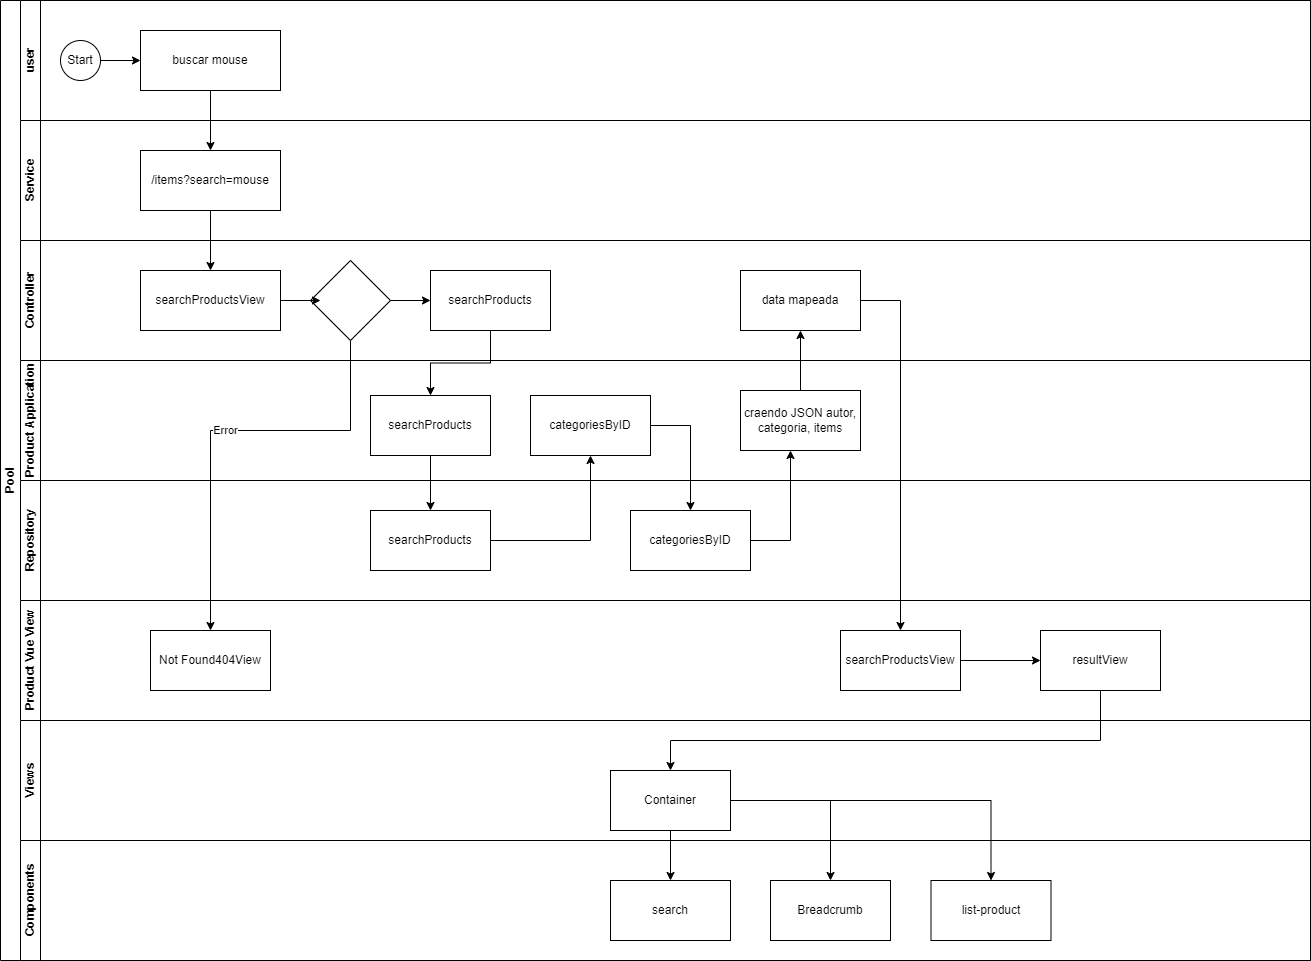 Pool
user
Start
buscar mouse
Service
/items?search=mouse
Controller
searchProductsView
searchProducts
data mapeada
Product Application
Error
searchProducts
categoriesByID
craendo JSON autor,
categoria, items
Repository
searchProducts
categoriesByID
Product Vue View
Not Found404View
searchProductsView
resultView
Views
Container
Components
search
Breadcrumb
list-product